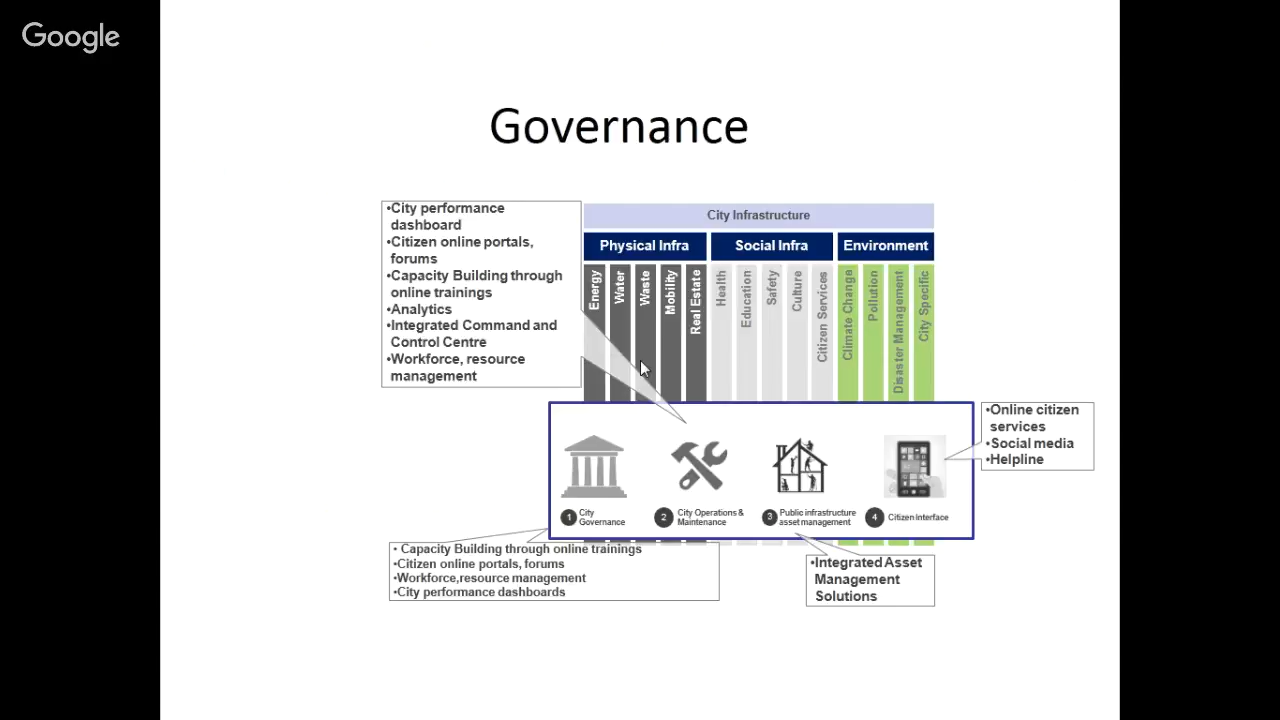 Google
Governance
•City performance
dashboard
•Citizen online portals,
forums
•Capacity Building through
online trainings
•Analytics
•Integrated Command and
Control Centre
•Workforce, resource
management
City Infrastructure
Physical Infra
Social Infra
Environment
Energy
Water
Waste
Mobility
Real Estate
Health
Education
Safety
Culture
Citizen Services
Climate Change
Pollution
Disaster Management
City Specific
•Online citizen
services
•Social media
•Helpline
1 City
Governance
2 City Operations &
Maintenance
3 Public infrastructure
asset management
4 Citizen Interface
• Capacity Building through online trainings
•Citizen online portals, forums
•Workforce,resource management
•City performance dashboards
•Integrated Asset
Management
Solutions